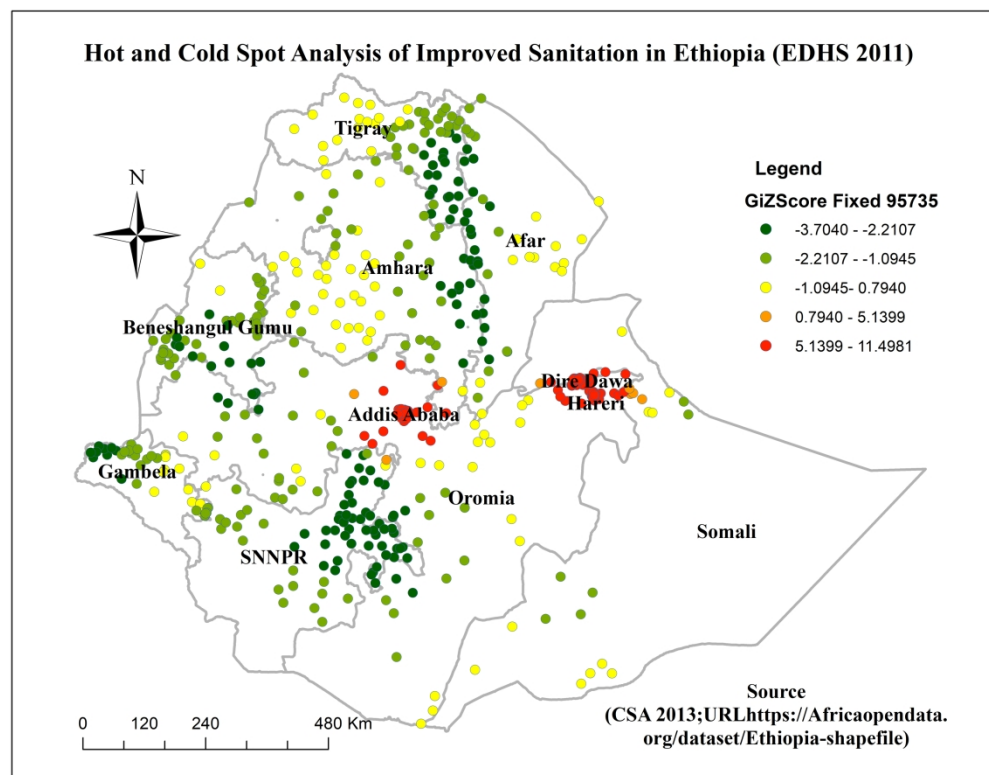 Hot and Cold Spot Analysis of Improved Sanitation in Ethiopia (EDHS 2011)
Tigray
Legend
N
GiZScore Fixed 95735
-3.7040 - -2.2107
Afar
-2.2107 - -1.0945
Amhara
-1.0945- 0.7940
0.7940 - 5.1399
Beneshangul Gumu
5.1399 - 11.4981
Dire Dawa
Hareri
Addis Ababa
Gambela
Oromia
Somali
SNNPR
Source
(CSA 2013;URLhttps://Africaopendata.
org/dataset/Ethiopia-shapefile)
0 120 240 480 Km